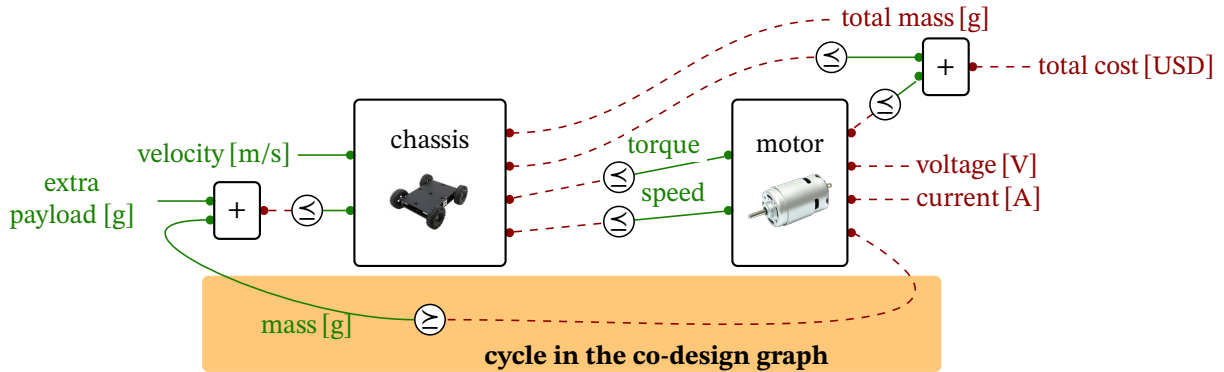 total mass [g]
⪯
+
total cost [USD]
⪯
chassis
motor
torque
velocity [m/s]
⪯
voltage [V]
extra
payload [g]
speed
current [A]
+
⪯
⪯
mass [g]
⪰
cycle in the co-design graph